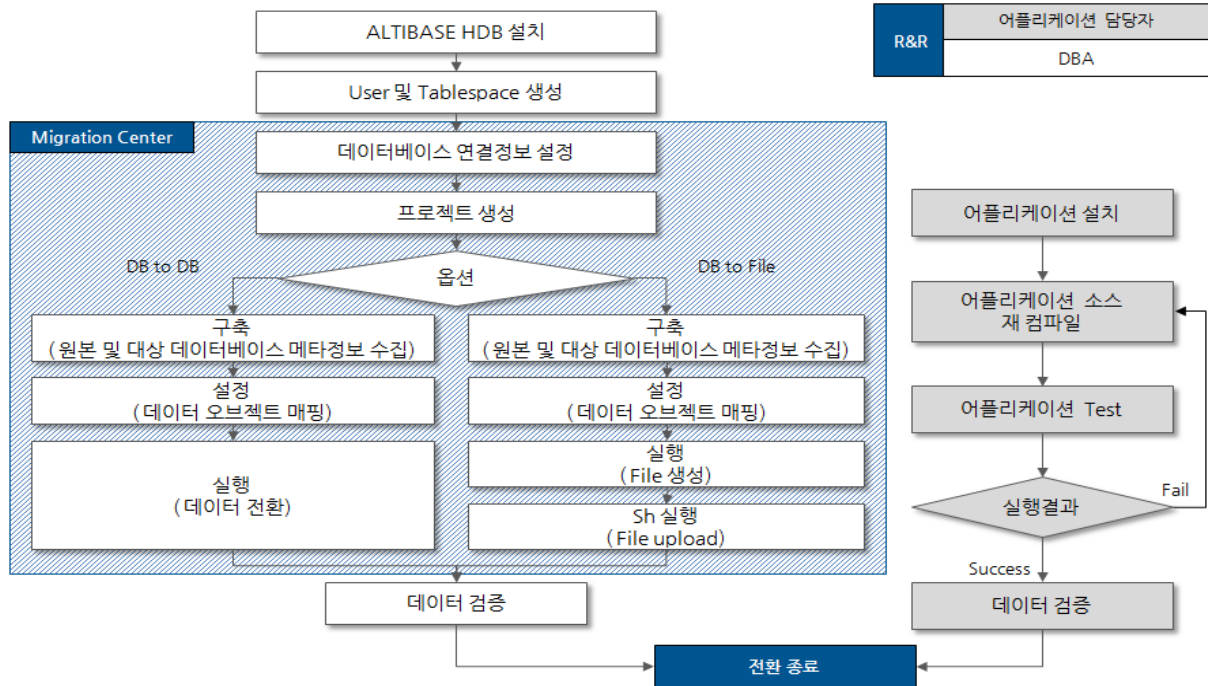 ALTIBASE HDB 설치
R&R
어플리케이션 담당자
DBA
User 및 Tablespace 생성
Migration Center
데이터베이스 연결정보 설정
프로젝트 생성
DB to DB
옵션
DB to File
구축
(원본 및 대상 데이터베이스 메타정보 수집)
설정
(데이터 오브젝트 매핑)
실행
(데이터 전환)
구축
(원본 및 대상 데이터베이스 메타정보 수집)
설정
(데이터 오브젝트 매핑)
실행
(File 생성)
Sh 실행
(File upload)
데이터 검증
어플리케이션 설치
어플리케이션 소스
재 컴파일
어플리케이션 Test
실행결과
Fail
Success
데이터 검증
전환 종료